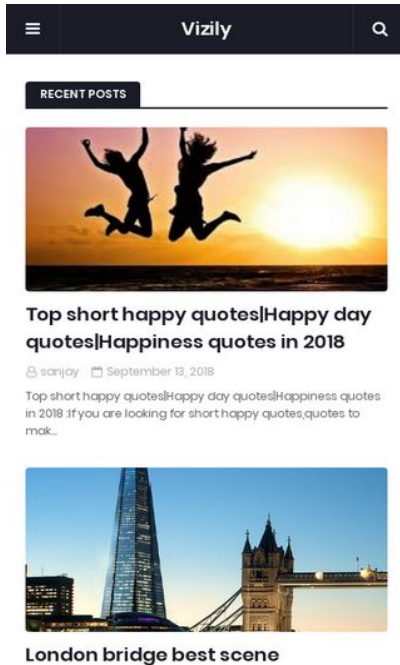 Vizily
RECENT POSTS
Top short happy quotes|Happy day
quotes|Happiness quotes in 2018
sanjay September 13, 2018
Top short happy quotes|Happy day quotes|Happiness quotes
in 2018 :If you are looking for short happy quotes,quotes to
mak...
London bridge best scene